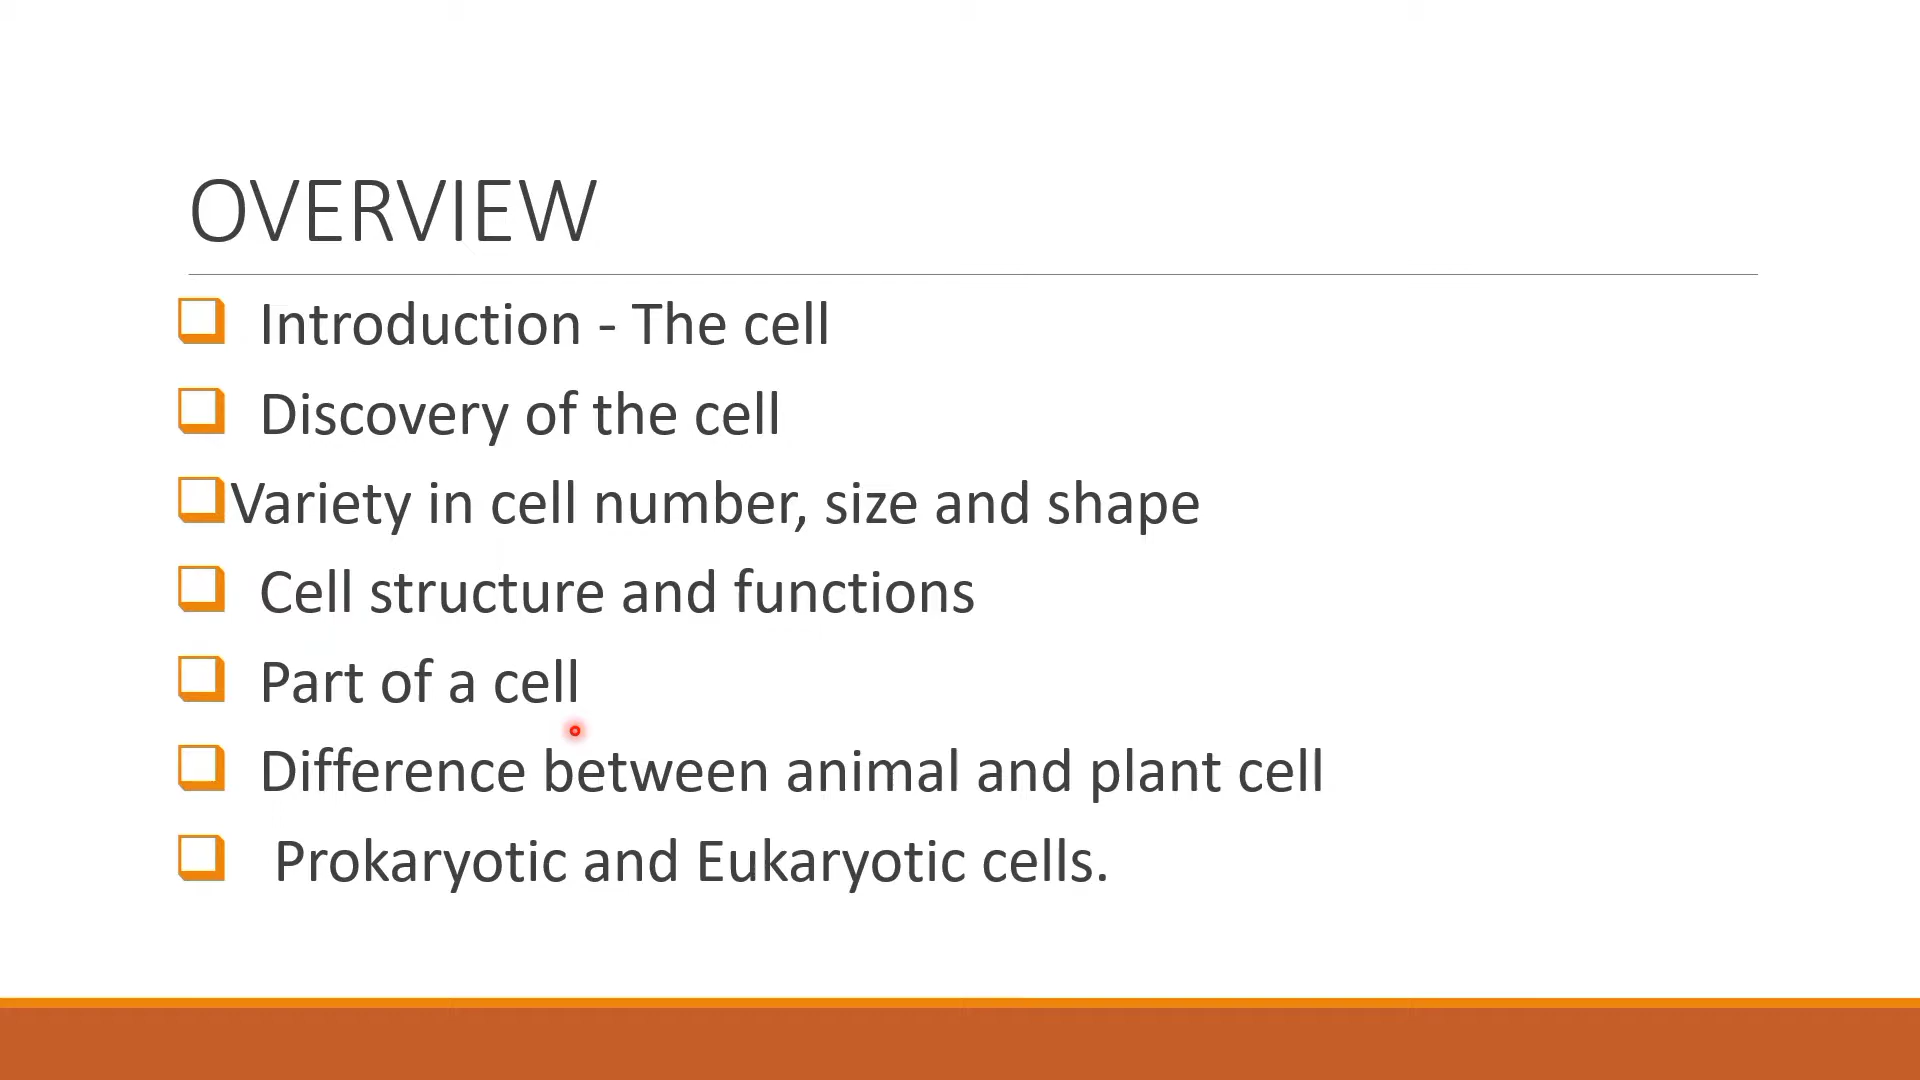 OVERVIEW
Introduction - The cell
Discovery of the cell
Variety in cell number, size and shape
Cell structure and functions
Part of a cell
Difference between animal and plant cell
Prokaryotic and Eukaryotic cells.